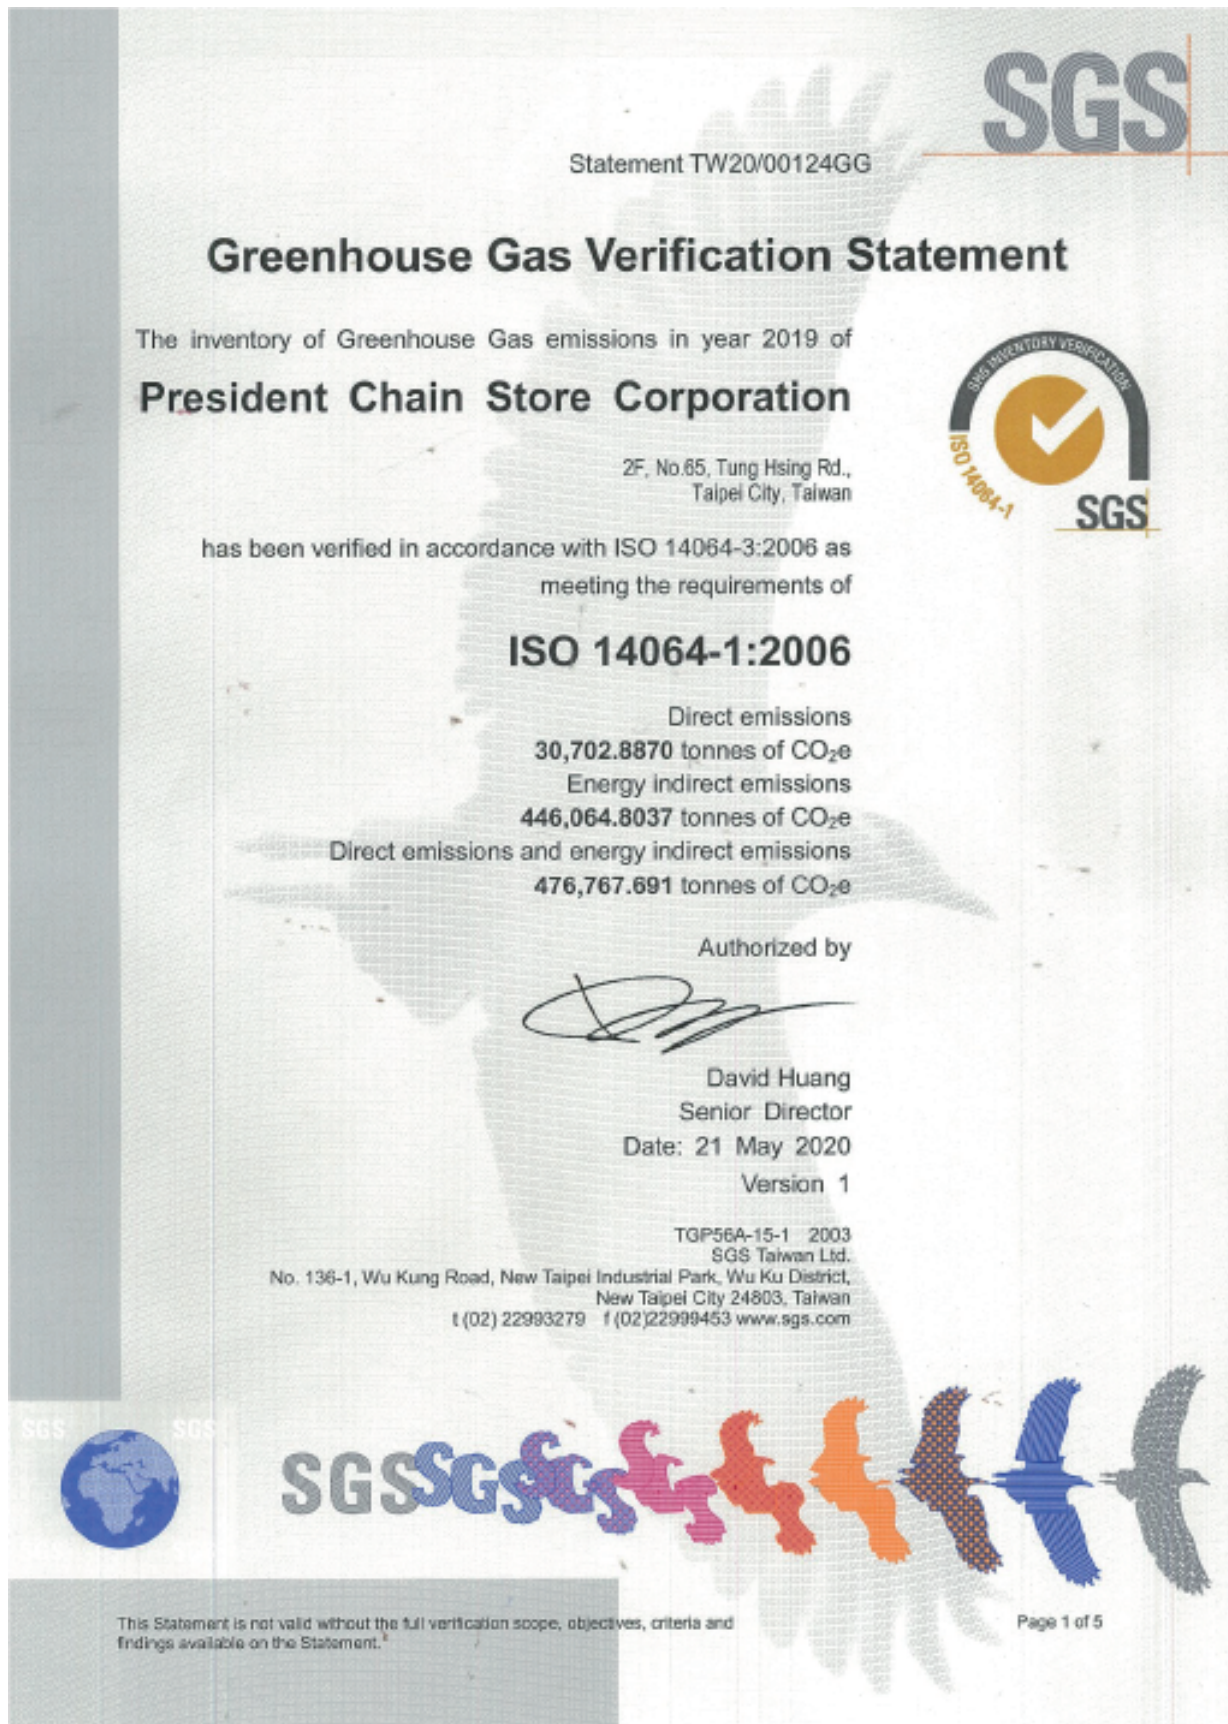 SGS
Statement TW20/00124GG
Greenhouse Gas Verification Statement
The inventory of Greenhouse Gas emissions in year 2019 of
President Chain Store Corporation
2F, No.65, Tung Hsing Rd.,
Taipei City, Taiwan
GHG INVENTORY VERIFICATION
ISO 14064-1
SGS
has been verified in accordance with ISO 14064-3:2006 as
meeting the requirements of
ISO 14064-1:2006
Direct emissions
30,702.8870 tonnes of CO₂e
Energy indirect emissions
446,064.8037 tonnes of CO₂e
Direct emissions and energy indirect emissions
476,767.691 tonnes of CO₂e
Authorized by
David Huang
Senior Director
Date: 21 May 2020
Version 1
TGP56A-15-1 2003
SGS Taiwan Ltd.
No. 136-1, Wu Kung Road, New Taipei Industrial Park, Wu Ku District,
New Taipei City 24803, Taiwan
t (02) 22993279 f (02)22999453 www.sgs.com
SGS SGS
SGSSGSSGS
This Statement is not valid without the full verification scope, objectives, criteria and
findings available on the Statement.
Page 1 of 5